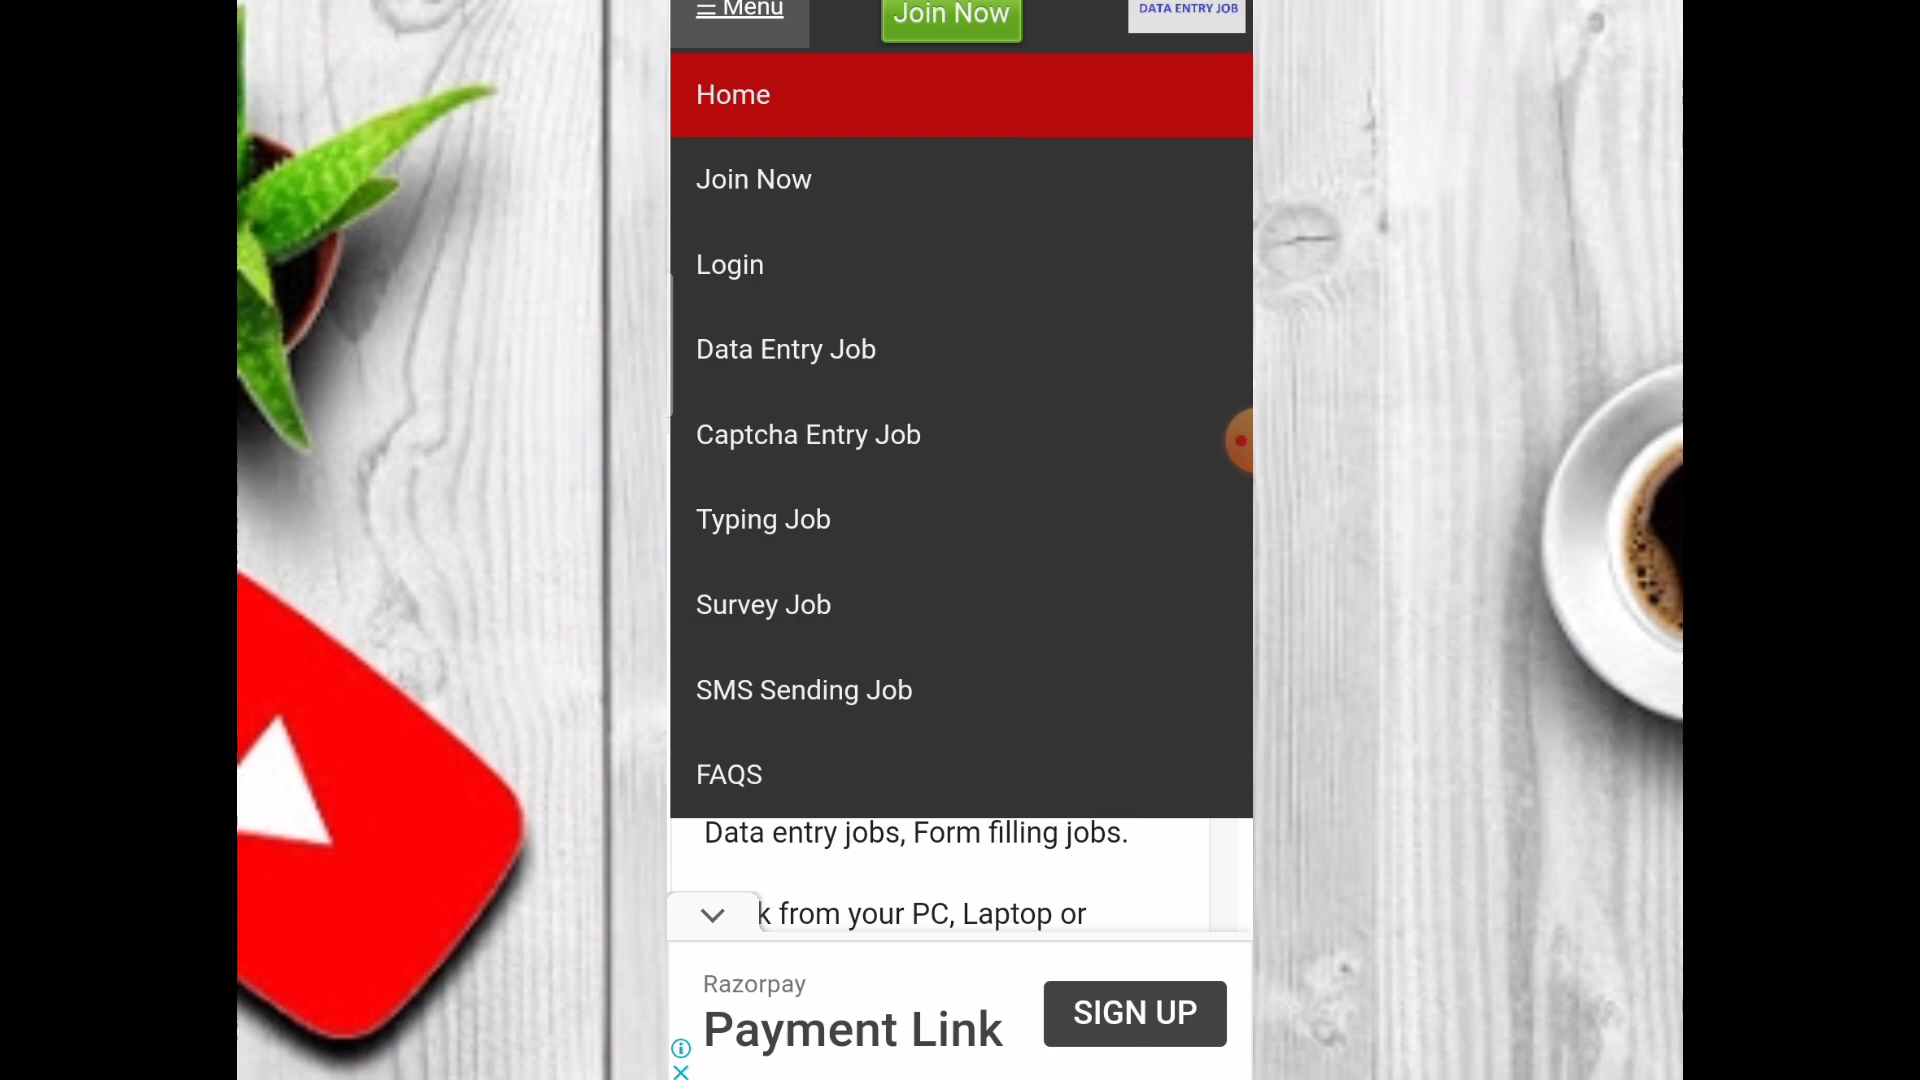 ☰ Menu
Join Now
DATA ENTRY JOB
Home
Join Now
Login
Data Entry Job
Captcha Entry Job
Typing Job
Survey Job
SMS Sending Job
FAQS
Data entry jobs, Form filling jobs.
k from your PC, Laptop or
Razorpay
Payment Link
SIGN UP